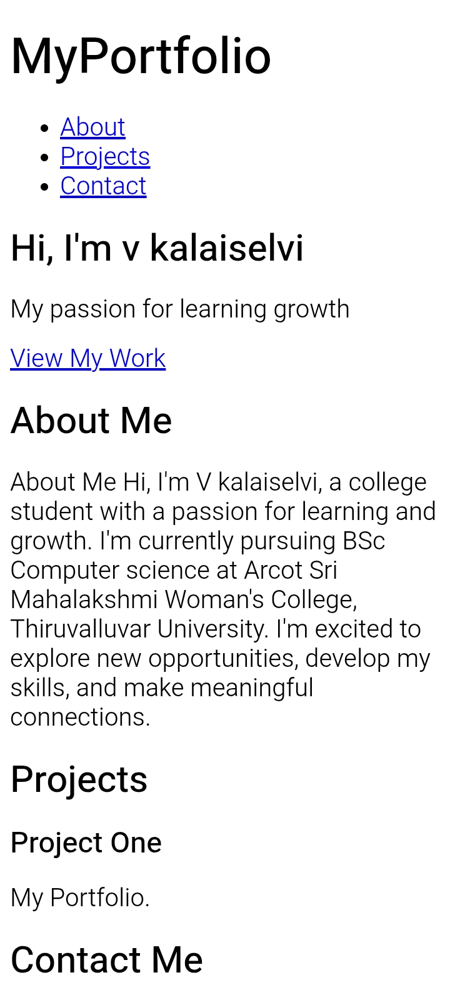 MyPortfolio
About
Projects
Contact
Hi, I'm v kalaiselvi
My passion for learning growth
View My Work
About Me
About Me Hi, I'm V kalaiselvi, a college
student with a passion for learning and
growth. I'm currently pursuing BSc
Computer science at Arcot Sri
Mahalakshmi Woman's College,
Thiruvalluvar University. I'm excited to
explore new opportunities, develop my
skills, and make meaningful
connections.
Projects
Project One
My Portfolio.
Contact Me